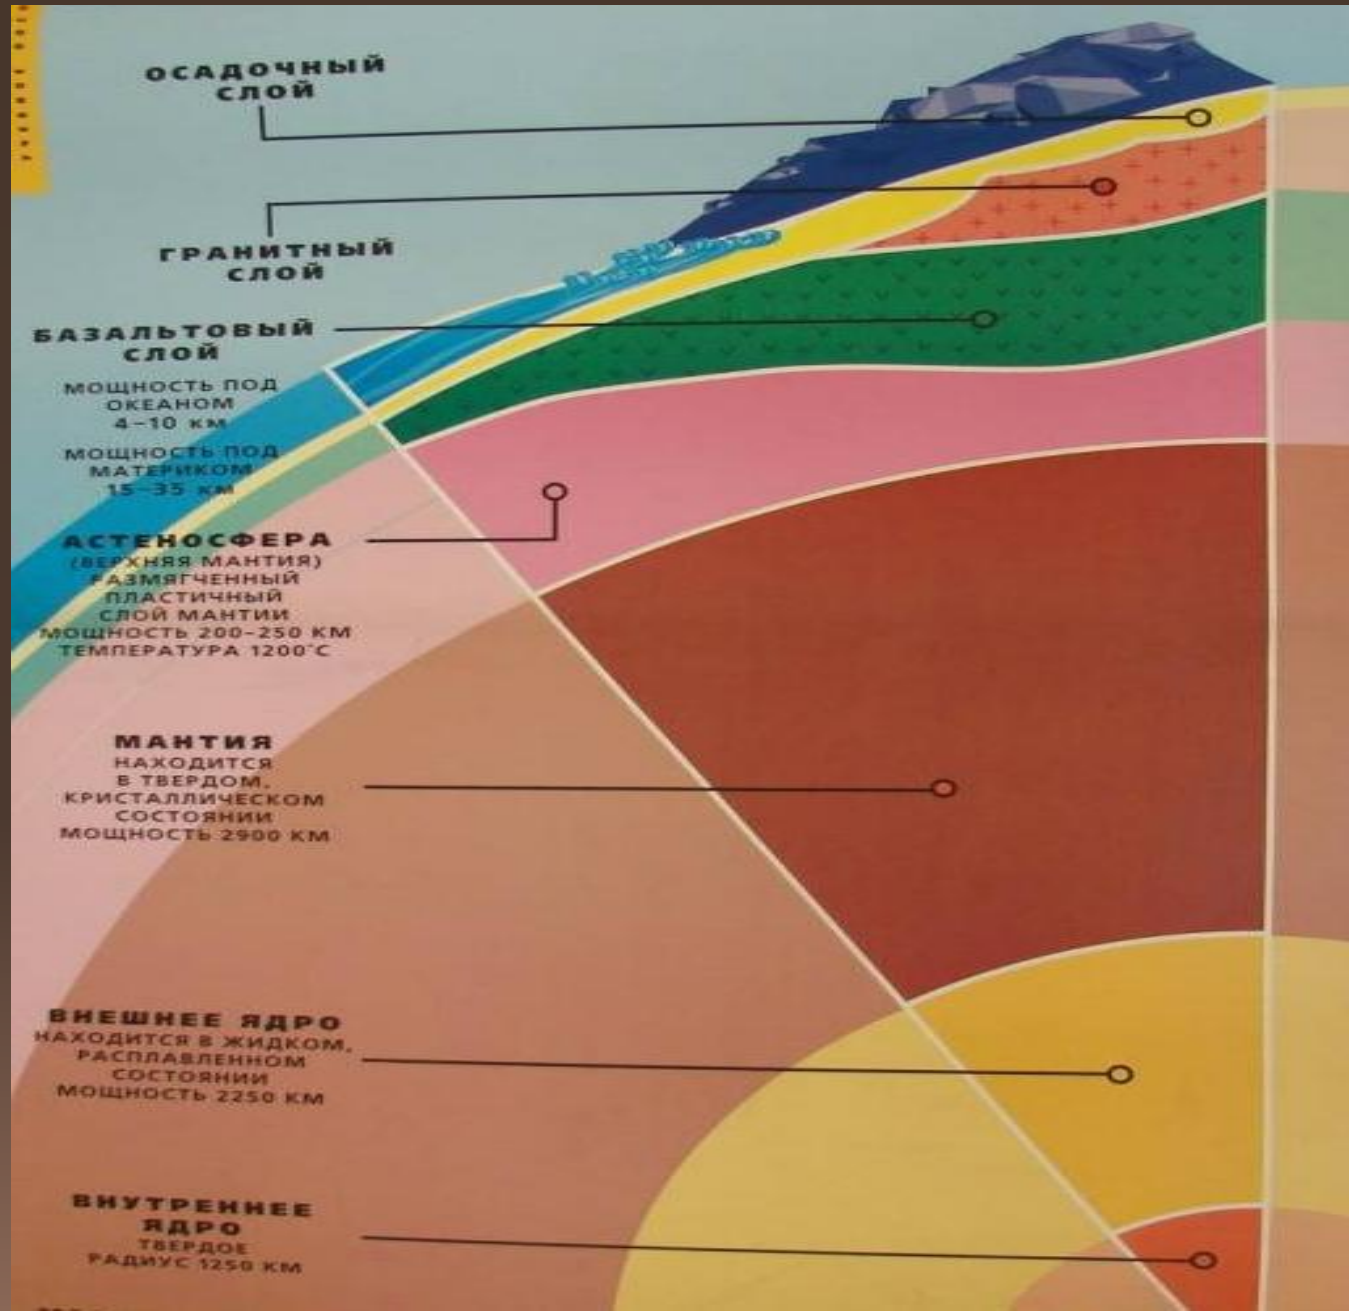 ОСАДОЧНЫЙ
СЛОЙ
ГРАНИТНЫЙ
СЛОЙ
БАЗАЛЬТОВЫЙ
СЛОЙ
МОЩНОСТЬ ПОД
ОКЕАНОМ
4–10 КМ
МОЩНОСТЬ ПОД
МАТЕРИКОМ
15–35 КМ
АСТЕНОСФЕРА
(ВЕРХНЯЯ МАНТИЯ)
РАЗМЯГЧЕННЫЙ
ПЛАСТИЧНЫЙ
СЛОЙ МАНТИИ
МОЩНОСТЬ 200–250 КМ
ТЕМПЕРАТУРА 1200°С
МАНТИЯ
НАХОДИТСЯ
В ТВЕРДОМ,
КРИСТАЛЛИЧЕСКОМ
СОСТОЯНИИ
МОЩНОСТЬ 2900 КМ
ВНЕШНЕЕ ЯДРО
НАХОДИТСЯ В ЖИДКОМ,
РАСПЛАВЛЕННОМ
СОСТОЯНИИ
МОЩНОСТЬ 2250 КМ
ВНУТРЕННЕЕ
ЯДРО
ТВЕРДОЕ
РАДИУС 1250 КМ